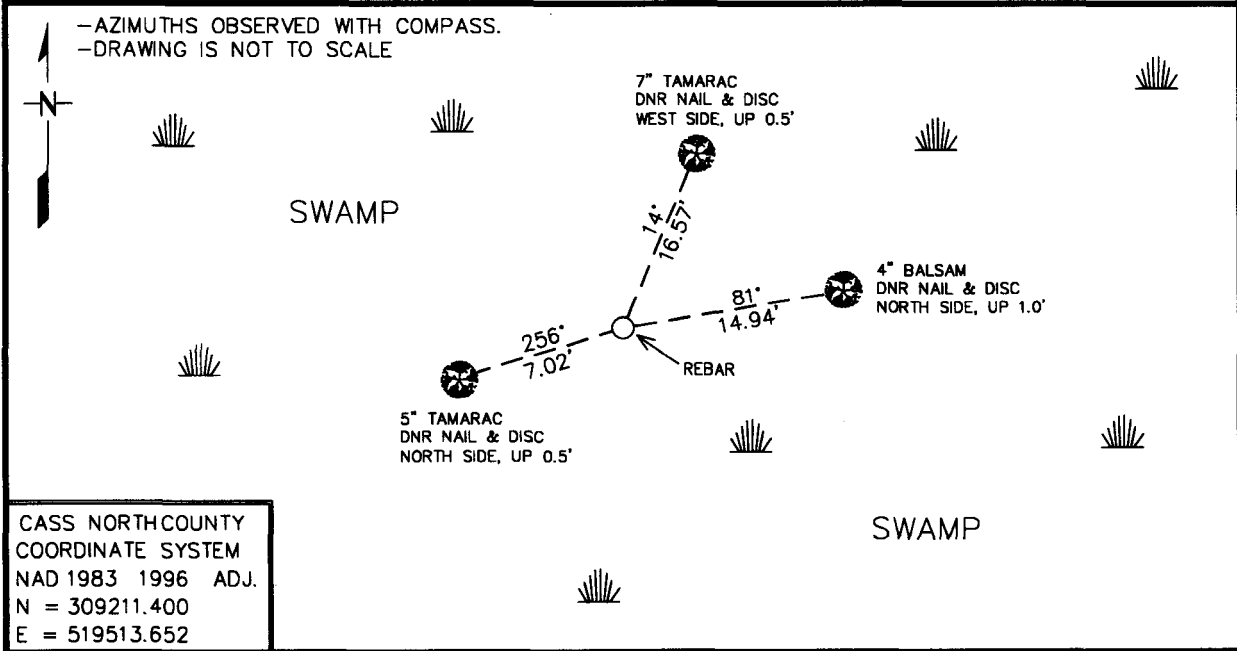 -AZIMUTHS OBSERVED WITH COMPASS.
-DRAWING IS NOT TO SCALE
N
7" TAMARAC
DNR NAIL & DISC
WEST SIDE, UP 0.5'
SWAMP
14°
16.57'
4" BALSAM
DNR NAIL & DISC
NORTH SIDE, UP 1.0'
81°
14.94'
256°
7.02'
REBAR
5" TAMARAC
DNR NAIL & DISC
NORTH SIDE, UP 0.5'
SWAMP
CASS NORTH COUNTY
COORDINATE SYSTEM
NAD 1983 1996 ADJ.
N = 309211.400
E = 519513.652